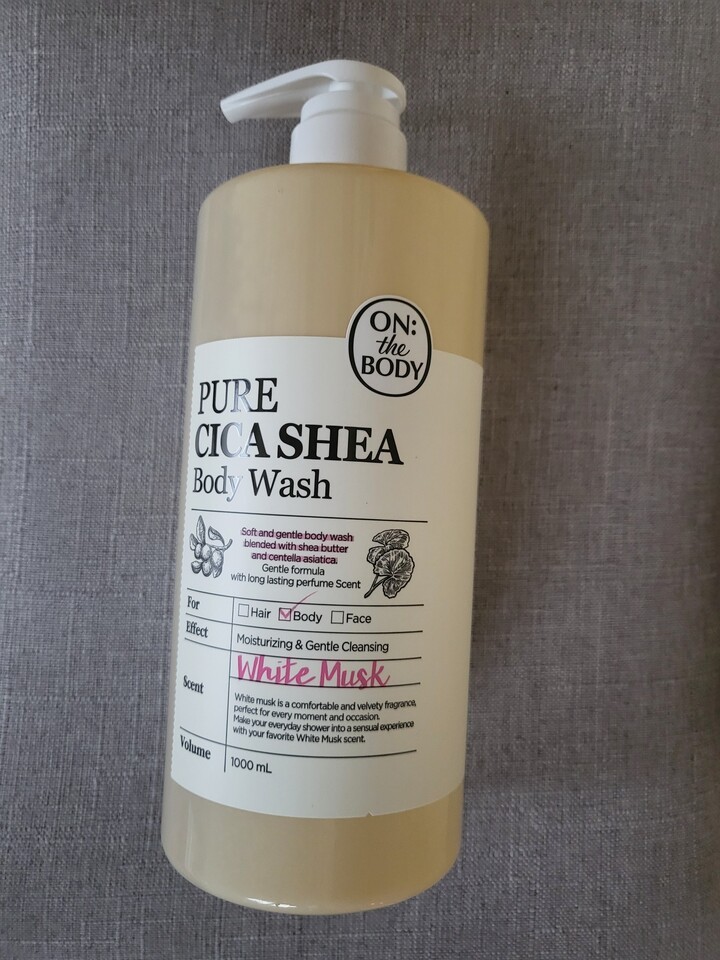 ON:
the
BODY
PURE
CICA SHEA
Body Wash
Soft and gentle body wash
blended with shea butter
and centella asiatica.
Gentle formula
with long lasting perfume Scent
For
Hair Body Face
Effect
Moisturizing & Gentle Cleansing
Scent
White Musk
White musk is a comfortable and velvety fragrance,
perfect for every moment and occasion.
Make your everyday shower into a sensual experience
with your favorite White Musk scent.
Volume
1000 mL